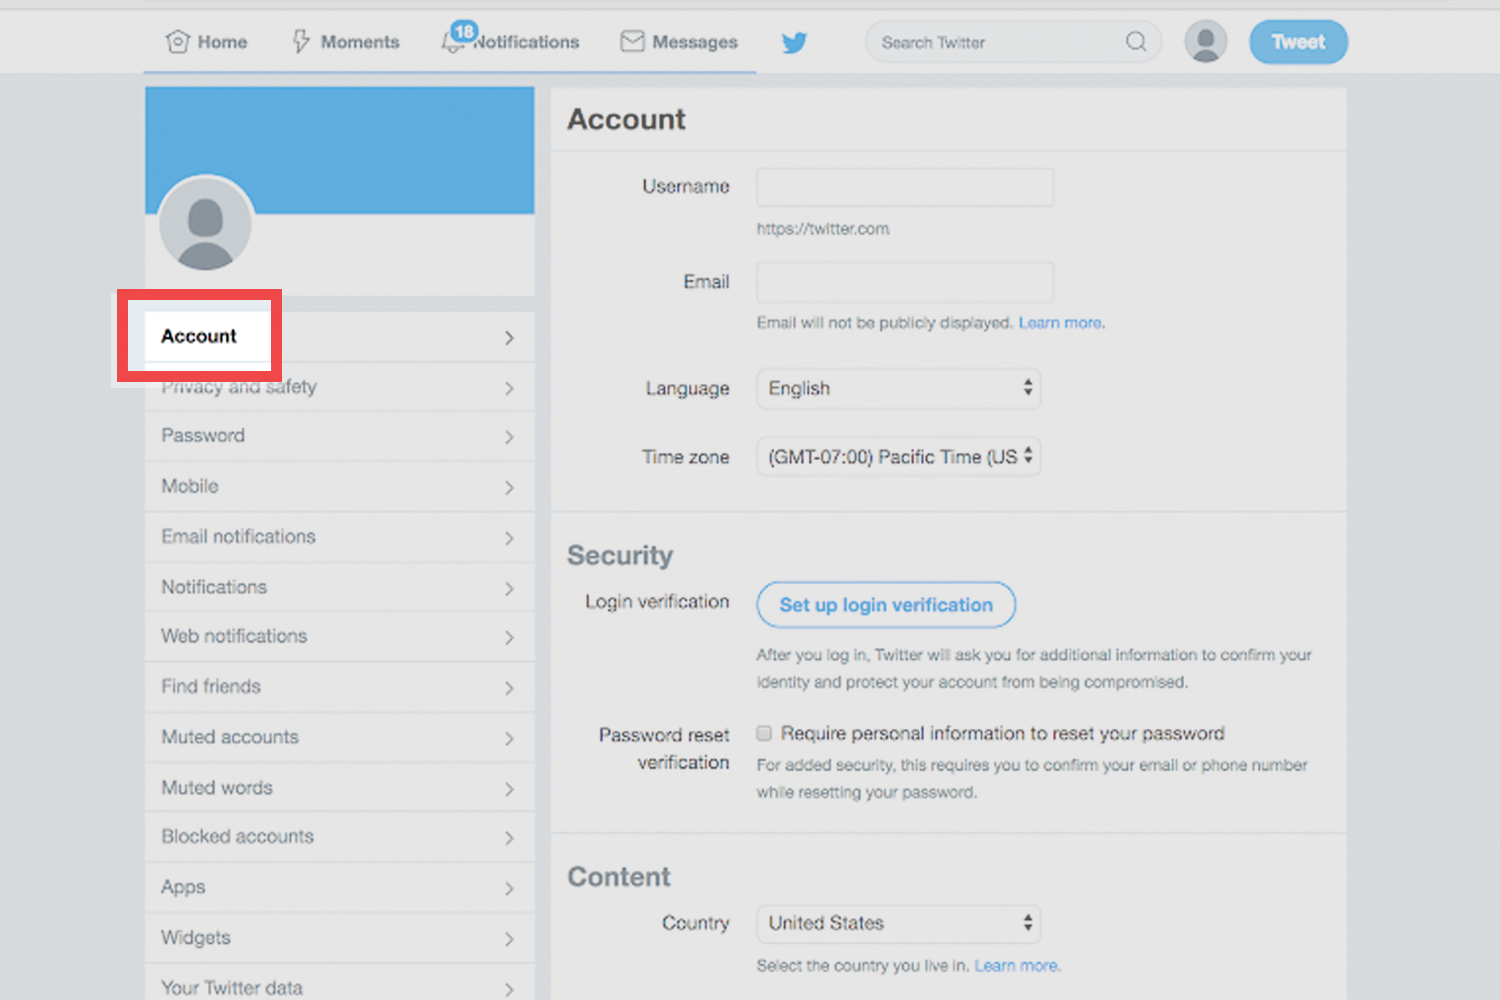 Home
Moments
18
Notifications
Messages
Search Twitter
Tweet
Account
Privacy and safety
Password
Mobile
Email notifications
Notifications
Web notifications
Find friends
Muted accounts
Muted words
Blocked accounts
Apps
Widgets
Your Twitter data
Account
Username
https://twitter.com
Email
Email will not be publicly displayed. Learn more.
Language
English
Time zone
(GMT-07:00) Pacific Time (US
Security
Login verification
Set up login verification
After you log in, Twitter will ask you for additional information to confirm your
identity and protect your account from being compromised.
Password reset
verification
Require personal information to reset your password
For added security, this requires you to confirm your email or phone number
while resetting your password.
Content
Country
United States
Select the country you live in. Learn more.